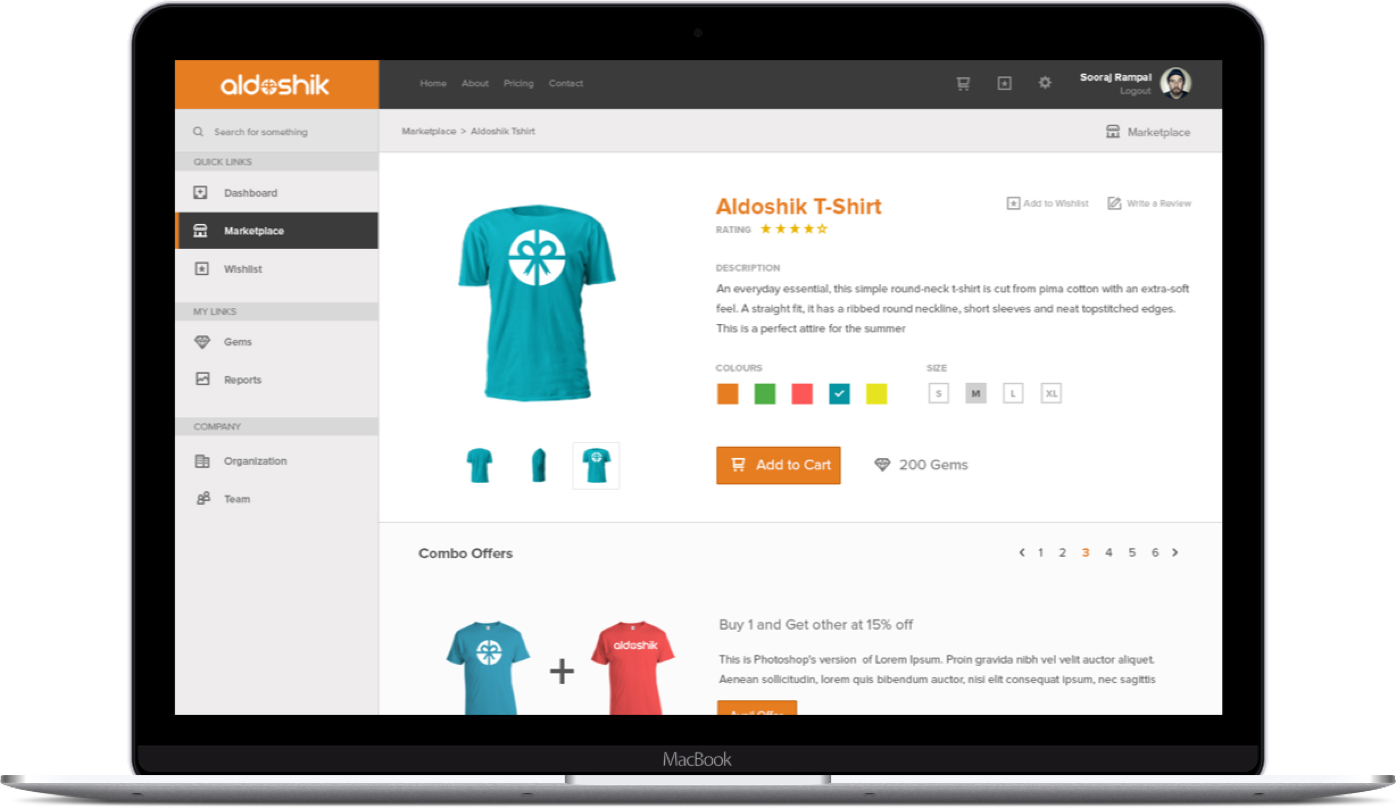 aldoshik
Home About Pricing Contact
Sooraj Rampal
Logout
Search for something
Marketplace > Aldoshik Tshirt
Marketplace
QUICK LINKS
Dashboard
Marketplace
Wishlist
MY LINKS
Gems
Reports
COMPANY
Organization
Team
Aldoshik T-Shirt
Add to Wishlist
Write a Review
RATING
DESCRIPTION
An everyday essential, this simple round-neck t-shirt is cut from pima cotton with an extra-soft
feel. A straight fit, it has a ribbed round neckline, short sleeves and neat topstitched edges.
This is a perfect attire for the summer
COLOURS
SIZE
S M L XL
Add to Cart
200 Gems
Combo Offers
< 1 2 3 4 5 6 >
aldoshik
+
Buy 1 and Get other at 15% off
This is Photoshop's version of Lorem Ipsum. Proin gravida nibh vel velit auctor aliquet.
Aenean sollicitudin, lorem quis bibendum auctor, nisi elit consequat ipsum, nec sagittis
Avail Offer
MacBook